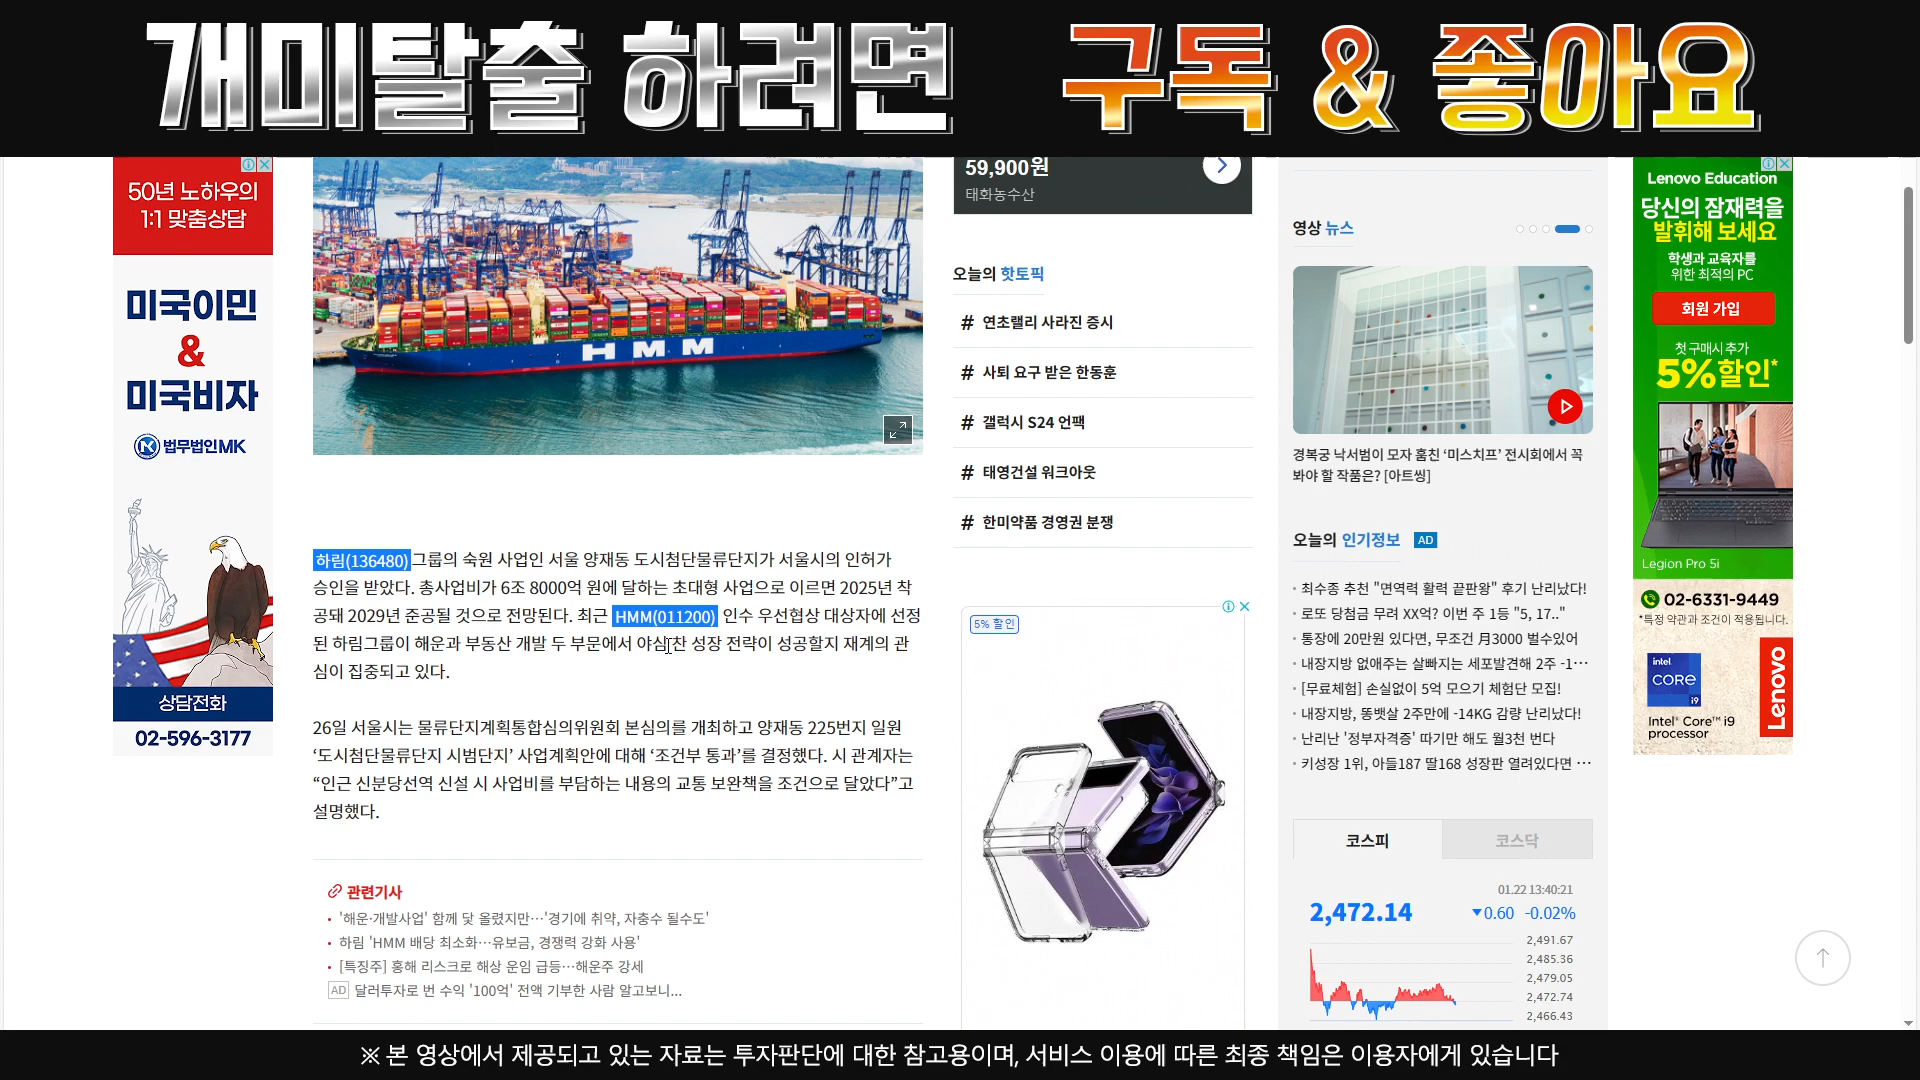 개미탈출 하려면 구독 & 좋아요
50년 노하우의
1:1 맞춤상담
미국이민
&
미국비자
법무법인MK
상담전화
02-596-3177
HMM
하림(136480)그룹의 숙원 사업인 서울 양재동 도시첨단물류단지가 서울시의 인허가
승인을 받았다. 총사업비가 6조 8000억 원에 달하는 초대형 사업으로 이르면 2025년 착
공돼 2029년 준공될 것으로 전망된다. 최근 HMM(011200) 인수 우선협상 대상자에 선정
된 하림그룹이 해운과 부동산 개발 두 부문에서 야심찬 성장 전략이 성공할지 재계의 관
심이 집중되고 있다.
26일 서울시는 물류단지계획통합심의위원회 본심의를 개최하고 양재동 225번지 일원
‘도시첨단물류단지 시범단지’ 사업계획안에 대해 ‘조건부 통과’를 결정했다. 시 관계자는
“인근 신분당선역 신설 시 사업비를 부담하는 내용의 교통 보완책을 조건으로 달았다”고
설명했다.
관련기사
• '해운·개발사업' 함께 닻 올렸지만…'경기에 취약, 자충수 될수도'
• 하림 'HMM 배당 최소화…유보금, 경쟁력 강화 사용'
• [특징주] 홍해 리스크로 해상 운임 급등…해운주 강세
AD 달러투자로 번 수익 '100억' 전액 기부한 사람 알고보니...
59,900원
태화농수산
오늘의 핫토픽
# 연초랠리 사라진 증시
# 사퇴 요구 받은 한동훈
# 갤럭시 S24 언팩
# 태영건설 워크아웃
# 한미약품 경영권 분쟁
5% 할인
영상 뉴스
경복궁 낙서범이 모자 훔친 ‘미스치프’ 전시회에서 꼭
봐야 할 작품은? [아트씽]
오늘의 인기정보 AD
• 최수종 추천 "면역력 활력 끝판왕" 후기 난리났다!
• 로또 당첨금 무려 XX억? 이번 주 1등 "5, 17.."
• 통장에 20만원 있다면, 무조건 月3000 벌수있어
• 내장지방 없애주는 살빠지는 세포발견해 2주 -1…
• [무료체험] 손실없이 5억 모으기 체험단 모집!
• 내장지방, 똥뱃살 2주만에 -14KG 감량 난리났다!
• 난리난 '정부자격증' 따기만 해도 월3천 번다
• 키성장 1위, 아들187 딸168 성장판 열려있다면 …
코스피 코스닥
01.22 13:40:21
2,472.14 ▼0.60 -0.02%
2,491.67
2,485.36
2,479.05
2,472.74
2,466.43
Lenovo Education
당신의 잠재력을
발휘해 보세요
학생과 교육자를
위한 최적의 PC
회원 가입
첫 구매시 추가
5%할인*
Legion Pro 5i
02-6331-9449
*특정 약관과 조건이 적용됩니다.
intel
CORE
i9
Intel® Core™ i9
processor
Lenovo
※ 본 영상에서 제공되고 있는 자료는 투자판단에 대한 참고용이며, 서비스 이용에 따른 최종 책임은 이용자에게 있습니다